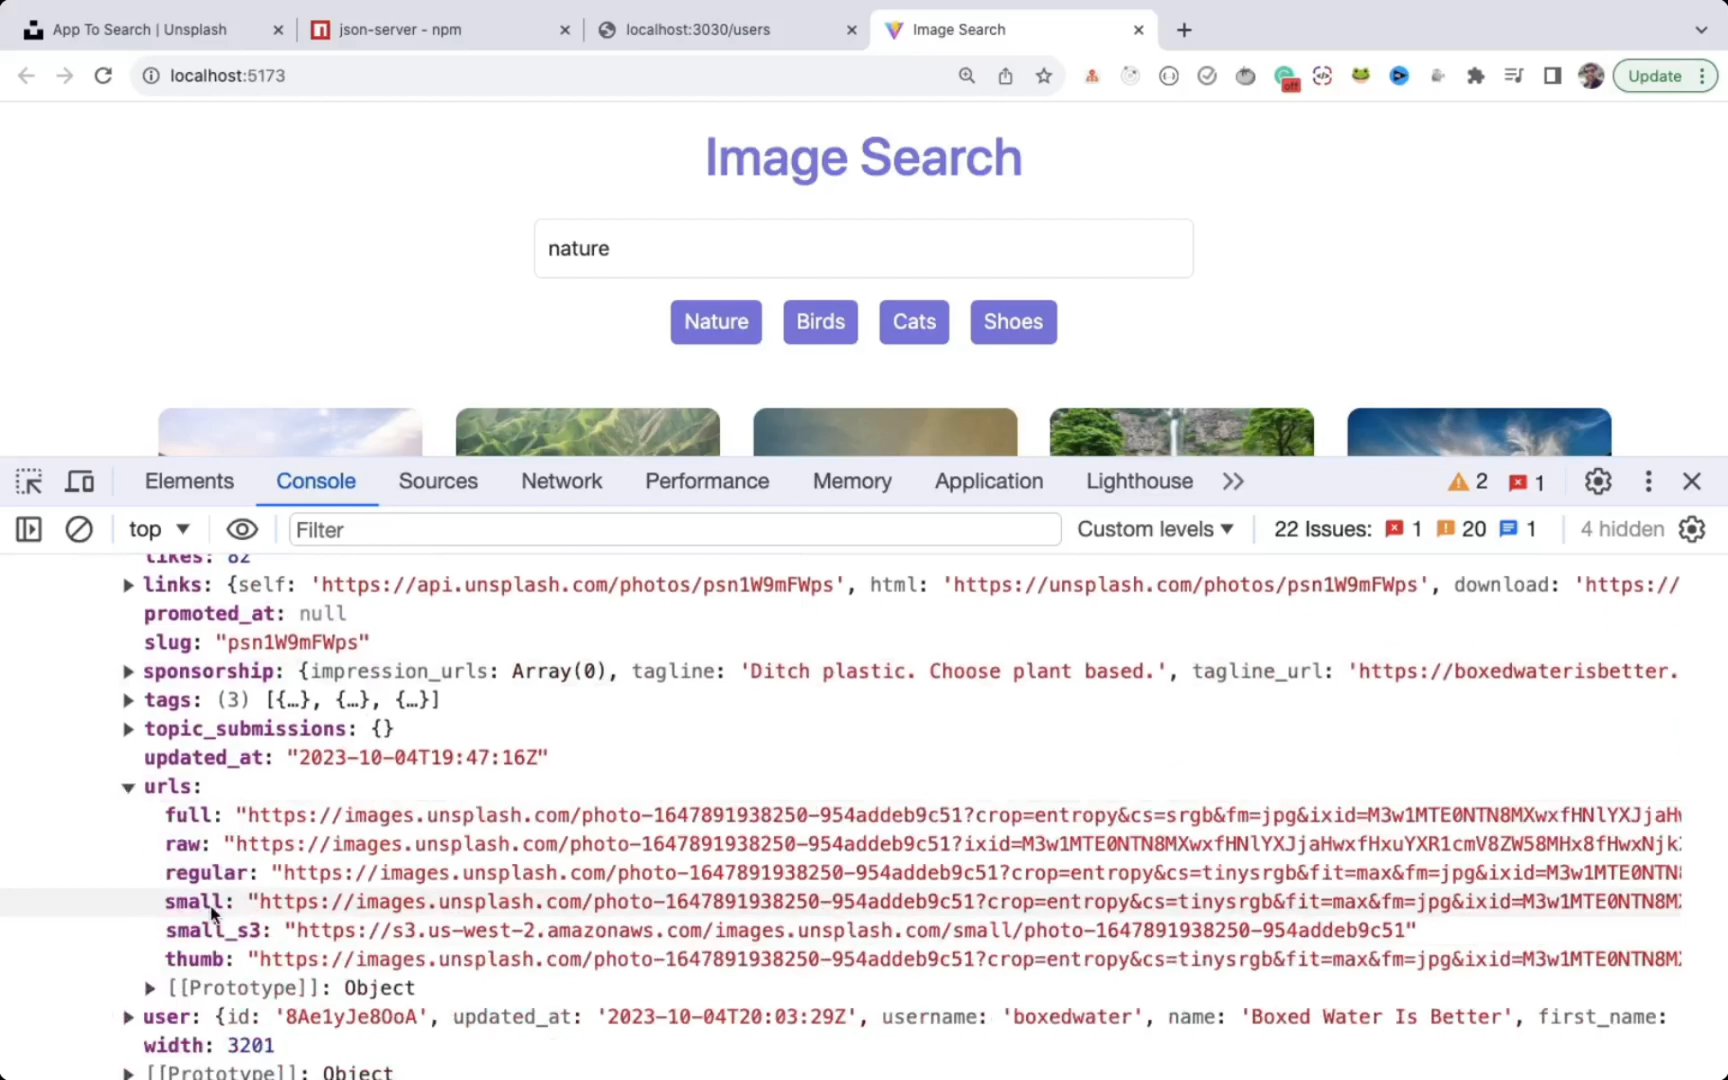 App To Search | Unsplash
json-server - npm
localhost:3030/users
Image Search
localhost:5173
off
Update
Image Search
nature
Nature
Birds
Cats
Shoes
Elements
Console
Sources
Network
Performance
Memory
Application
Lighthouse
2
1
top
Filter
Custom levels
22 Issues:
1
20
1
4 hidden
likes: 82
links: {self: 'https://api.unsplash.com/photos/psn1W9mFWps', html: 'https://unsplash.com/photos/psn1W9mFWps', download: 'https://
promoted_at: null
slug: "psn1W9mFWps"
sponsorship: {impression_urls: Array(0), tagline: 'Ditch plastic. Choose plant based.', tagline_url: 'https://boxedwaterisbetter.
tags: (3) [{…}, {…}, {…}]
topic_submissions: {}
updated_at: "2023-10-04T19:47:16Z"
urls:
full: "https://images.unsplash.com/photo-1647891938250-954addeb9c51?crop=entropy&cs=srgb&fm=jpg&ixid=M3w1MTE0NTN8MXwxfHNlYXJjaH
raw: "https://images.unsplash.com/photo-1647891938250-954addeb9c51?ixid=M3w1MTE0NTN8MXwxfHNlYXJjaHwxfHxuYXR1cmV8ZW58MHx8fHwxNjk
regular: "https://images.unsplash.com/photo-1647891938250-954addeb9c51?crop=entropy&cs=tinysrgb&fit=max&fm=jpg&ixid=M3w1MTE0NTN
small: "https://images.unsplash.com/photo-1647891938250-954addeb9c51?crop=entropy&cs=tinysrgb&fit=max&fm=jpg&ixid=M3w1MTE0NTN8M
small_s3: "https://s3.us-west-2.amazonaws.com/images.unsplash.com/small/photo-1647891938250-954addeb9c51"
thumb: "https://images.unsplash.com/photo-1647891938250-954addeb9c51?crop=entropy&cs=tinysrgb&fit=max&fm=jpg&ixid=M3w1MTE0NTN8M
[[Prototype]]: Object
user: {id: '8Ae1yJe8OoA', updated_at: '2023-10-04T20:03:29Z', username: 'boxedwater', name: 'Boxed Water Is Better', first_name:
width: 3201
[[Prototype]]: Object